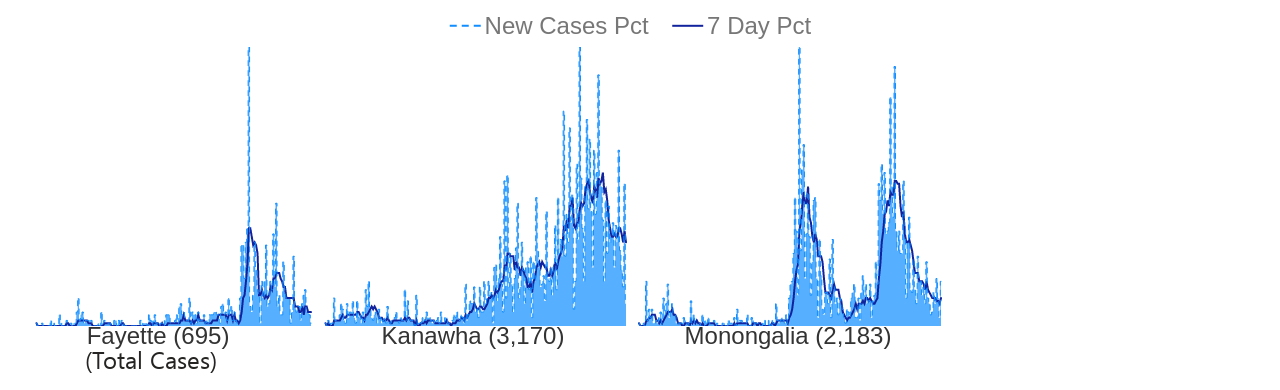 New Cases Pct 7 Day Pct
Fayette (695) Kanawha (3,170) Monongalia (2,183)
(Total Cases)